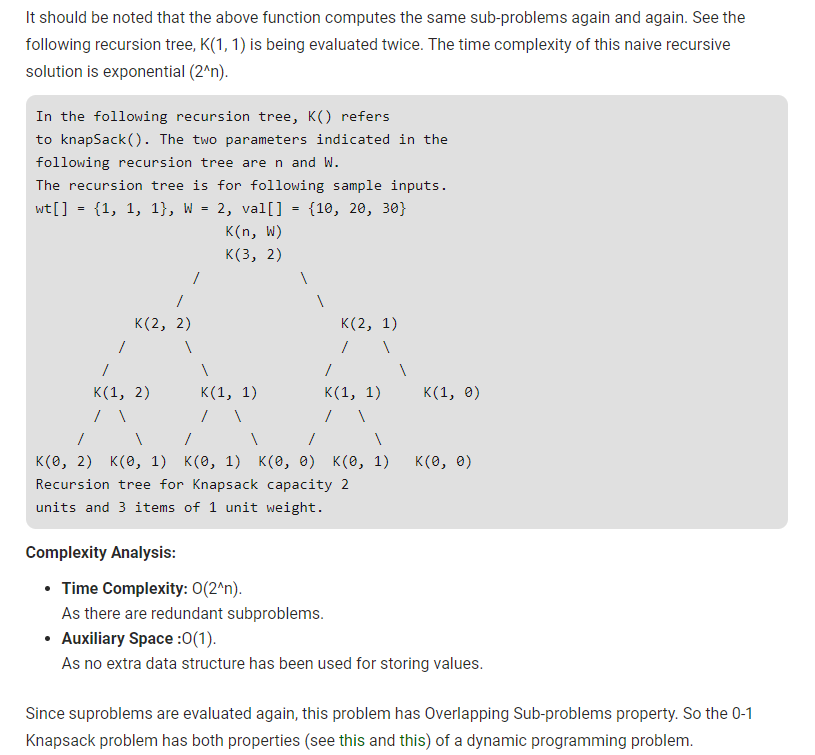 It should be noted that the above function computes the same sub-problems again and again. See the
following recursion tree, K(1, 1) is being evaluated twice. The time complexity of this naive recursive
solution is exponential (2^n).
In the following recursion tree, K() refers
to knapSack(). The two parameters indicated in the
following recursion tree are n and W.
The recursion tree is for following sample inputs.
wt[] = {1, 1, 1}, W = 2, val[] = {10, 20, 30}
                       K(n, W)
                       K(3, 2)
                   /            \
                 /                \
            K(2, 2)                  K(2, 1)
          /       \                  /    \
        /           \              /        \
       K(1, 2)      K(1, 1)        K(1, 1)     K(1, 0)
       / \         /   \          /   \
     /      \     /       \      /       \
K(0, 2)  K(0, 1)  K(0, 1)  K(0, 0)  K(0, 1)   K(0, 0)
Recursion tree for Knapsack capacity 2
units and 3 items of 1 unit weight.
Complexity Analysis:
• Time Complexity: O(2^n).
As there are redundant subproblems.
• Auxiliary Space :O(1).
As no extra data structure has been used for storing values.
Since suproblems are evaluated again, this problem has Overlapping Sub-problems property. So the 0-1
Knapsack problem has both properties (see this and this) of a dynamic programming problem.